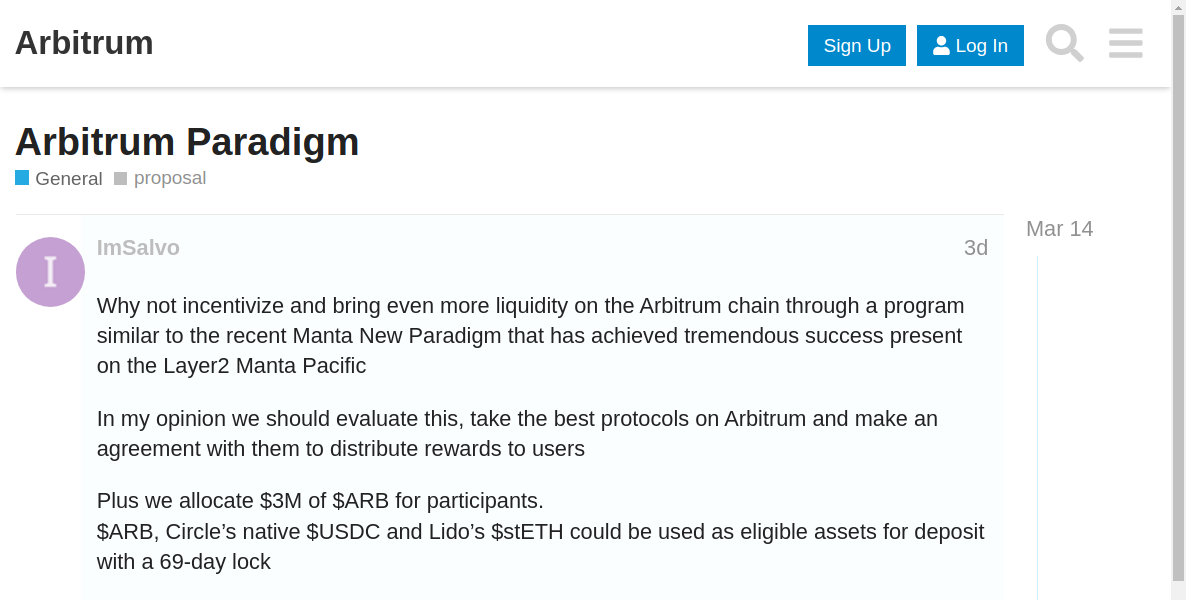 Arbitrum
Sign Up
Log In
Arbitrum Paradigm
General proposal
Mar 14
I
ImSalvo
3d
Why not incentivize and bring even more liquidity on the Arbitrum chain through a program
similar to the recent Manta New Paradigm that has achieved tremendous success present
on the Layer2 Manta Pacific
In my opinion we should evaluate this, take the best protocols on Arbitrum and make an
agreement with them to distribute rewards to users
Plus we allocate $3M of $ARB for participants.
$ARB, Circle’s native $USDC and Lido’s $stETH could be used as eligible assets for deposit
with a 69-day lock